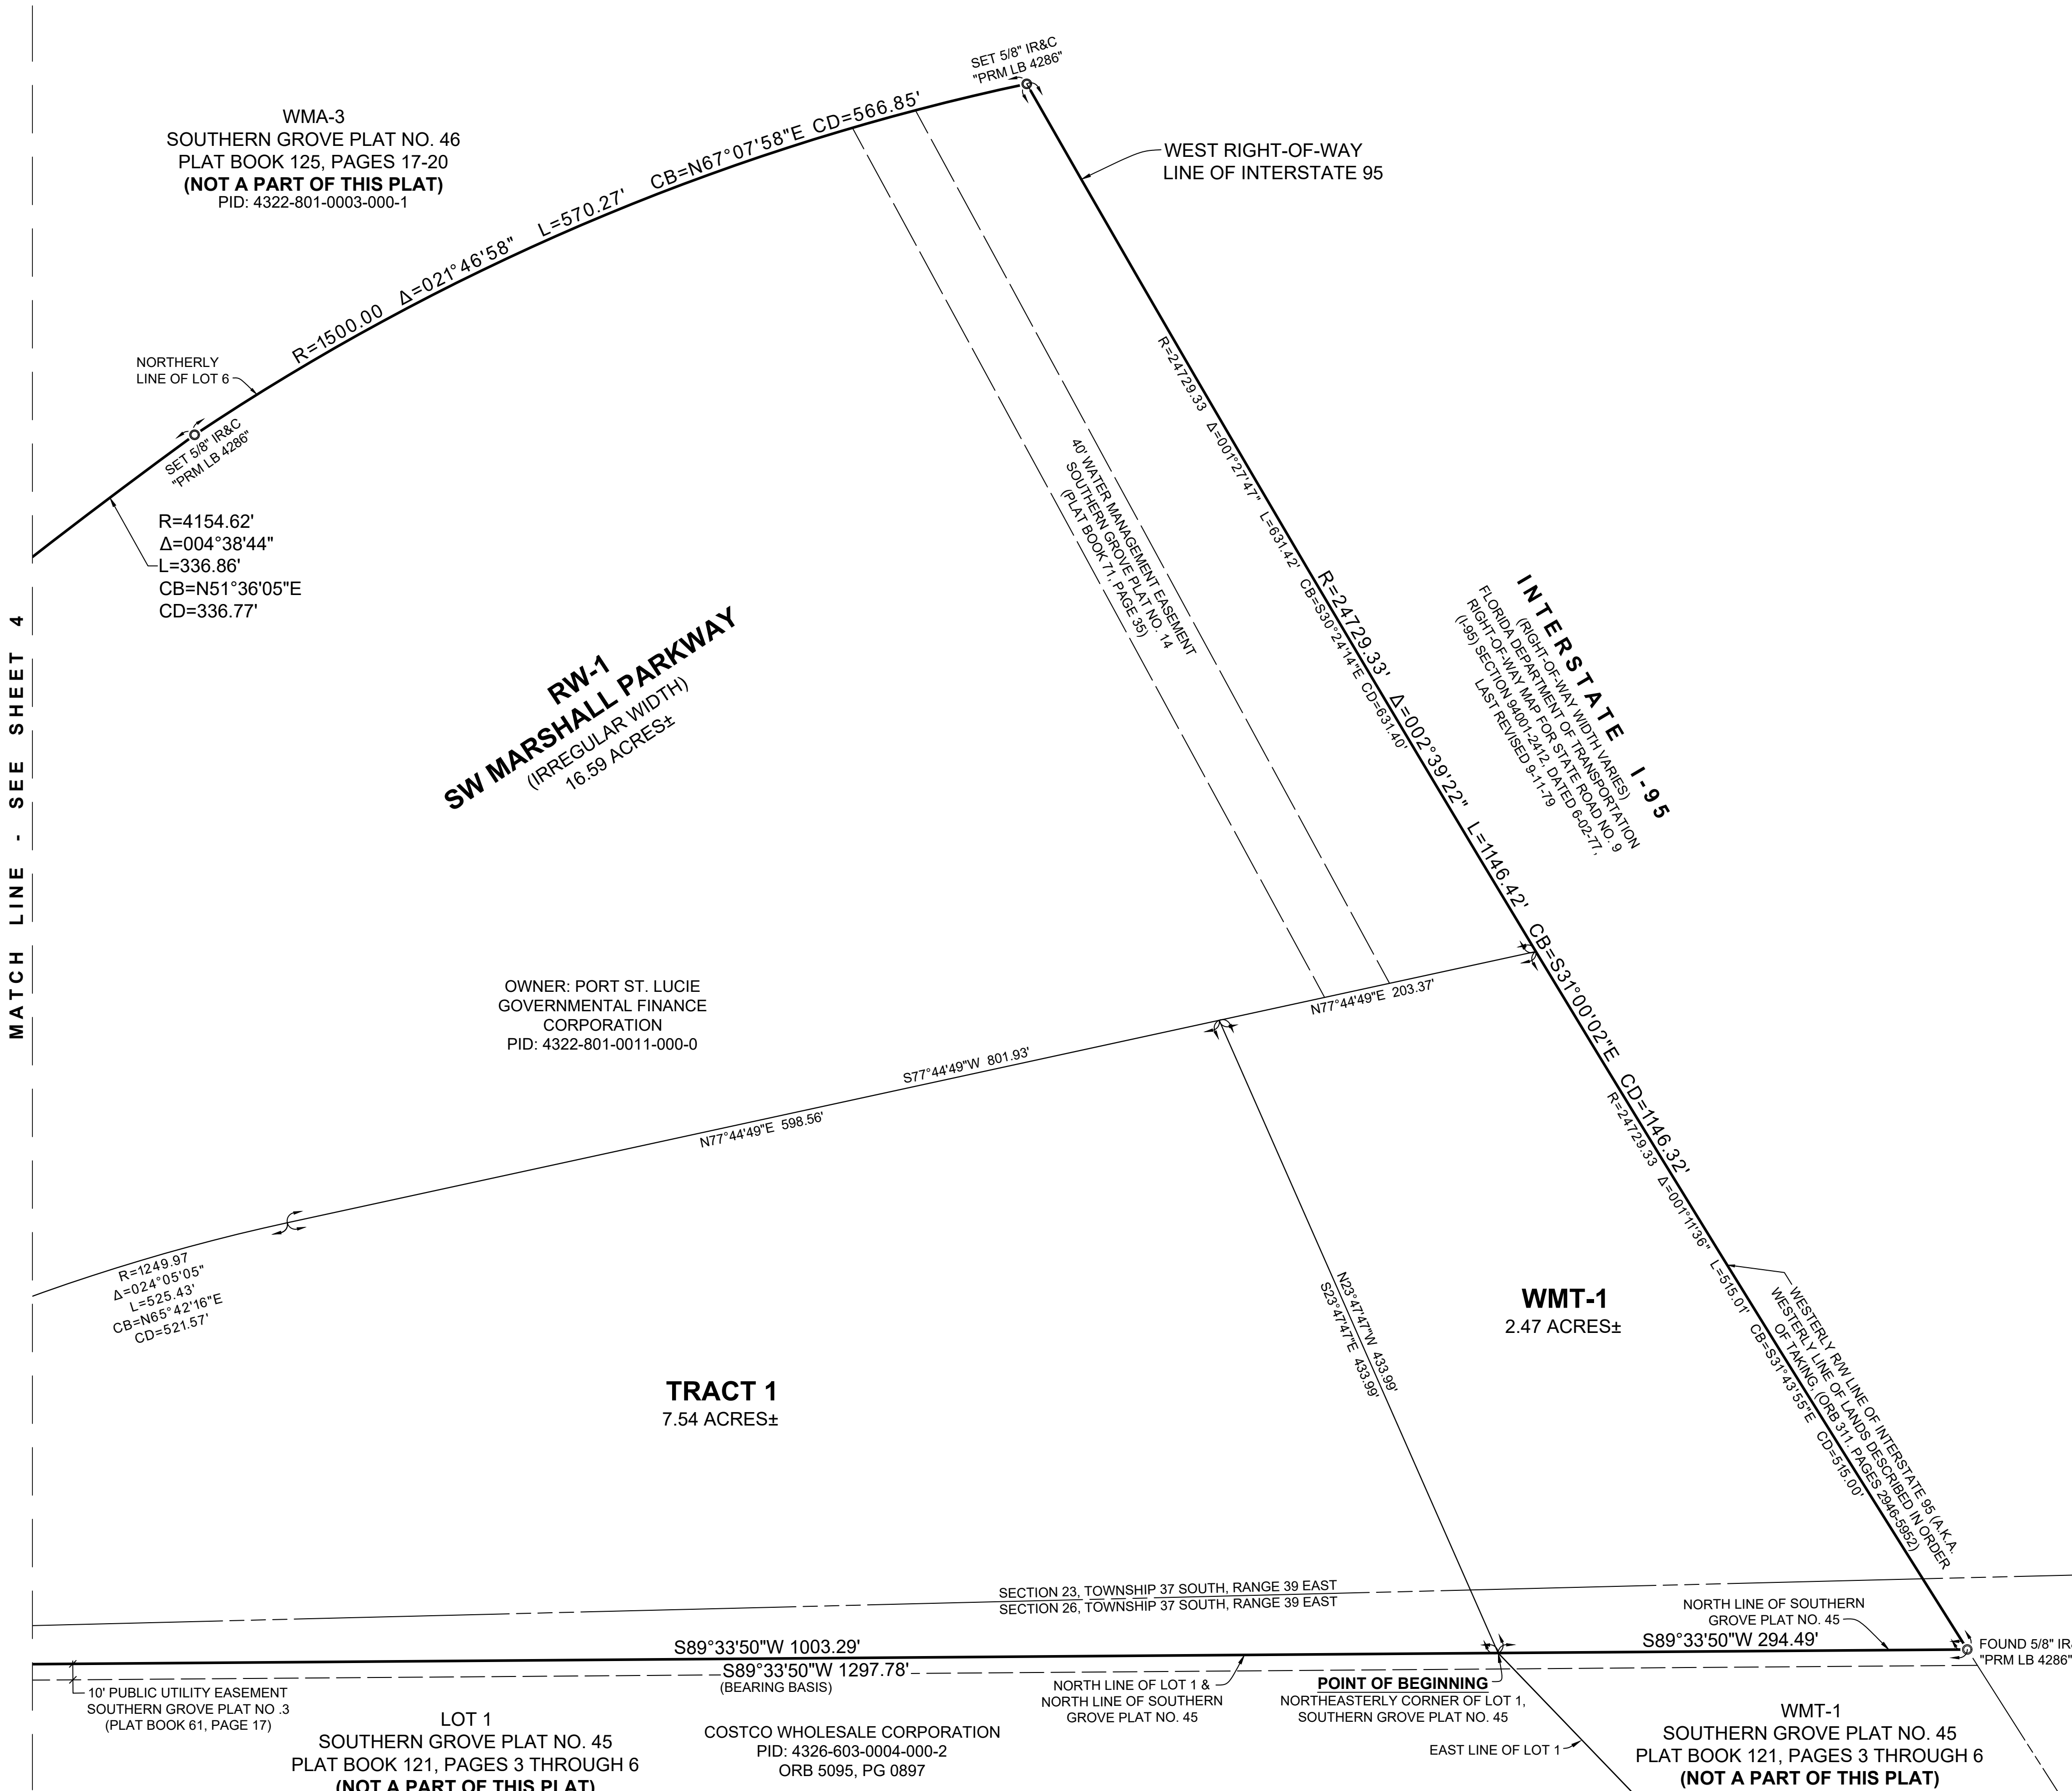 SET 5/8" IR&C
"PRM LB 4286"
WMA-3
SOUTHERN GROVE PLAT NO. 46
PLAT BOOK 125, PAGES 17-20
(NOT A PART OF THIS PLAT)
PID: 4322-801-0003-000-1
R=1500.00 Δ=021°46'58" L=570.27' CB=N67°07'58"E CD=566.85'
WEST RIGHT-OF-WAY
LINE OF INTERSTATE 95
NORTHERLY
LINE OF LOT 6
SET 5/8" IR&C
"PRM LB 4286"
R=4154.62'
Δ=004°38'44"
L=336.86'
CB=N51°36'05"E
CD=336.77'
MATCH LINE - SEE SHEET 4
RW-1
SW MARSHALL PARKWAY
(IRREGULAR WIDTH)
16.59 ACRES±
40' WATER MANAGEMENT EASEMENT
SOUTHERN GROVE PLAT NO. 14
(PLAT BOOK 71, PAGE 35)
R=24729.33 Δ=001°27'47" L=631.42' CB=S30°24'14"E CD=631.40'
R=24729.33' Δ=002°39'22" L=1146.42' CB=S31°00'02"E CD=1146.32'
INTERSTATE I-95
(RIGHT-OF-WAY WIDTH VARIES)
FLORIDA DEPARTMENT OF TRANSPORTATION
RIGHT-OF-WAY MAP FOR STATE ROAD NO. 9
(I-95) SECTION 94001-2412, DATED 6-02-77,
LAST REVISED 9-11-79
OWNER: PORT ST. LUCIE
GOVERNMENTAL FINANCE
CORPORATION
PID: 4322-801-0011-000-0
N77°44'49"E 203.37'
S77°44'49"W 801.93'
N77°44'49"E 598.56'
R=1249.97
Δ=024°05'05"
L=525.43'
CB=N65°42'16"E
CD=521.57'
N23°47'47"W 433.99'
S23°47'47"E 433.99'
R=24729.33 Δ=001°11'36" L=515.01' CB=S31°43'55"E CD=515.00'
WESTERLY R/W LINE OF INTERSTATE 95 (A.K.A.
WESTERLY LINE OF LANDS DESCRIBED IN ORDER
OF TAKING, (ORB 311. PAGES 2946-5952)
WMT-1
2.47 ACRES±
TRACT 1
7.54 ACRES±
SECTION 23, TOWNSHIP 37 SOUTH, RANGE 39 EAST
SECTION 26, TOWNSHIP 37 SOUTH, RANGE 39 EAST
NORTH LINE OF SOUTHERN
GROVE PLAT NO. 45
S89°33'50"W 1003.29'
S89°33'50"W 294.49'
FOUND 5/8" IR
"PRM LB 4286"
S89°33'50"W 1297.78'
(BEARING BASIS)
10' PUBLIC UTILITY EASEMENT
SOUTHERN GROVE PLAT NO .3
(PLAT BOOK 61, PAGE 17)
NORTH LINE OF LOT 1 &
NORTH LINE OF SOUTHERN
GROVE PLAT NO. 45
POINT OF BEGINNING
NORTHEASTERLY CORNER OF LOT 1,
SOUTHERN GROVE PLAT NO. 45
LOT 1
SOUTHERN GROVE PLAT NO. 45
PLAT BOOK 121, PAGES 3 THROUGH 6
(NOT A PART OF THIS PLAT)
COSTCO WHOLESALE CORPORATION
PID: 4326-603-0004-000-2
ORB 5095, PG 0897
EAST LINE OF LOT 1
WMT-1
SOUTHERN GROVE PLAT NO. 45
PLAT BOOK 121, PAGES 3 THROUGH 6
(NOT A PART OF THIS PLAT)